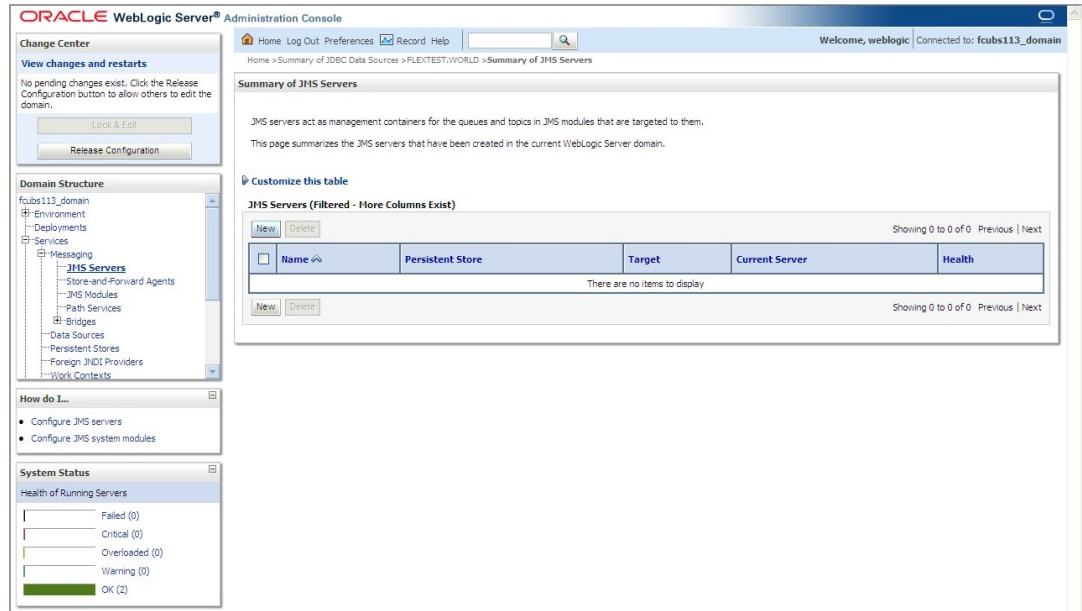 ORACLE WebLogic Server® Administration Console
Change Center
View changes and restarts
No pending changes exist. Click the Release
Configuration button to allow others to edit the
domain.
Lock & Edit
Release Configuration
Domain Structure
fcubs113_domain
Environment
Deployments
Services
Messaging
JMS Servers
Store-and-Forward Agents
JMS Modules
Path Services
Bridges
Data Sources
Persistent Stores
Foreign JNDI Providers
Work Contexts
How do I...
Configure JMS servers
Configure JMS system modules
System Status
Health of Running Servers
Failed (0)
Critical (0)
Overloaded (0)
Warning (0)
OK (2)
Home Log Out Preferences Record Help
Welcome, weblogic Connected to: fcubs113_domain
Home >Summary of JDBC Data Sources >FLEXTEST.WORLD >Summary of JMS Servers
Summary of JMS Servers
JMS servers act as management containers for the queues and topics in JMS modules that are targeted to them.
This page summarizes the JMS servers that have been created in the current WebLogic Server domain.
Customize this table
JMS Servers (Filtered - More Columns Exist)
New Delete Showing 0 to 0 of 0 Previous | Next
Name Persistent Store Target Current Server Health
There are no items to display
New Delete Showing 0 to 0 of 0 Previous | Next